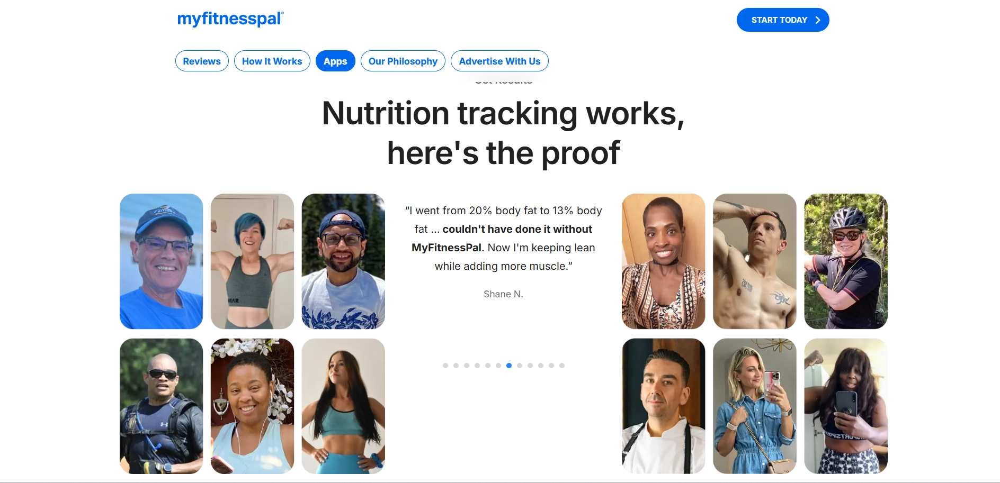 myfitnesspal®
START TODAY
Reviews
How It Works
Apps
Our Philosophy
Advertise With Us
Get Results
Nutrition tracking works,
here's the proof
“I went from 20% body fat to 13% body
fat ... couldn't have done it without
MyFitnessPal. Now I'm keeping lean
while adding more muscle.”
Shane N.